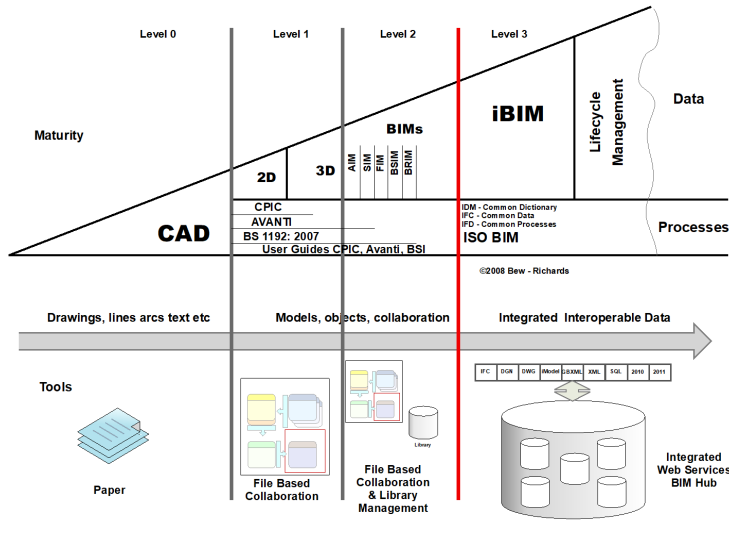 Level 0
Level 1
Level 2
Level 3
Maturity
CAD
2D
3D
BIMs
AIM
SIM
FIM
BSIM
BRIM
iBIM
Lifecycle
Management
Data
CPIC
AVANTI
BS 1192: 2007
User Guides CPIC, Avanti, BSI
IDM - Common Dictionary
IFC - Common Data
IFD - Common Processes
ISO BIM
Processes
©2008 Bew - Richards
Drawings, lines arcs text etc
Models, objects, collaboration
Integrated Interoperable Data
Tools
Paper
File Based
Collaboration
Library
File Based
Collaboration
& Library
Management
IFC DGN DWG iModel GBXML XML SQL 2010 2011
Integrated
Web Services
BIM Hub